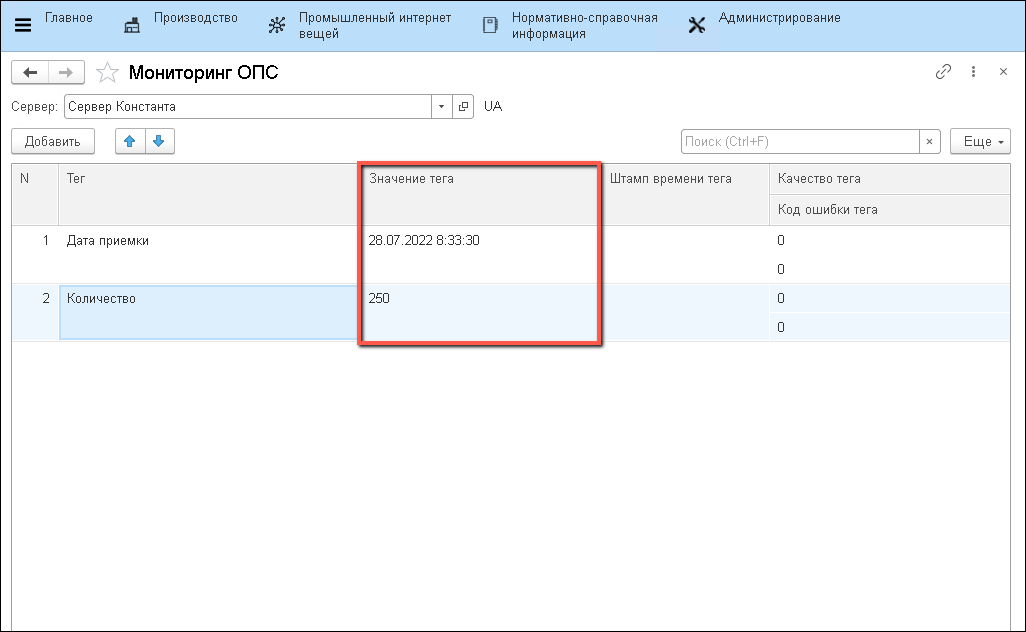 Главное
Производство
Промышленный интернет
вещей
Нормативно-справочная
информация
Администрирование
Мониторинг ОПС
Сервер: Сервер Константа UA
Добавить
Поиск (Ctrl+F)
Еще
N Тег Значение тега Штамп времени тега Качество тега
Код ошибки тега
1 Дата приемки 28.07.2022 8:33:30 0
0
2 Количество 250 0
0